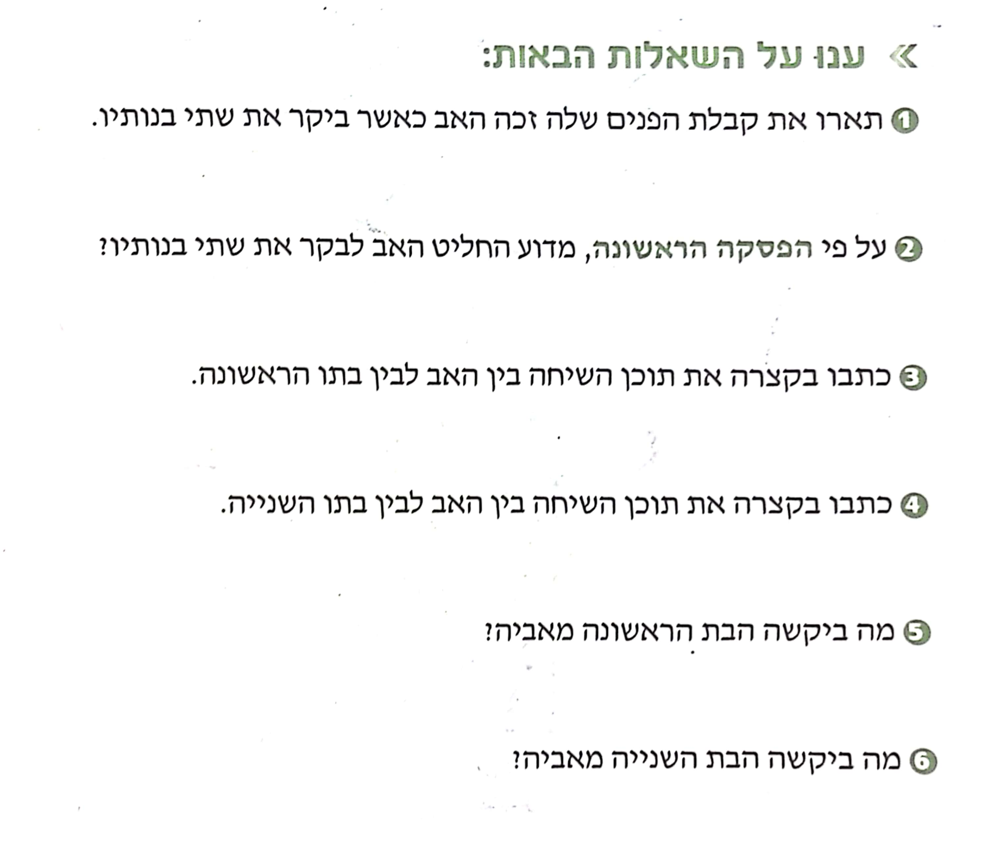 » ענו על השאלות הבאות:
1 תארו את קבלת הפנים שלה זכה האב כאשר ביקר את שתי בנותיו.
2 על פי הפסקה הראשונה, מדוע החליט האב לבקר את שתי בנותיו?
3 כתבו בקצרה את תוכן השיחה בין האב לבין בתו הראשונה.
4 כתבו בקצרה את תוכן השיחה בין האב לבין בתו השנייה.
5 מה ביקשה הבת הראשונה מאביה?
6 מה ביקשה הבת השנייה מאביה?